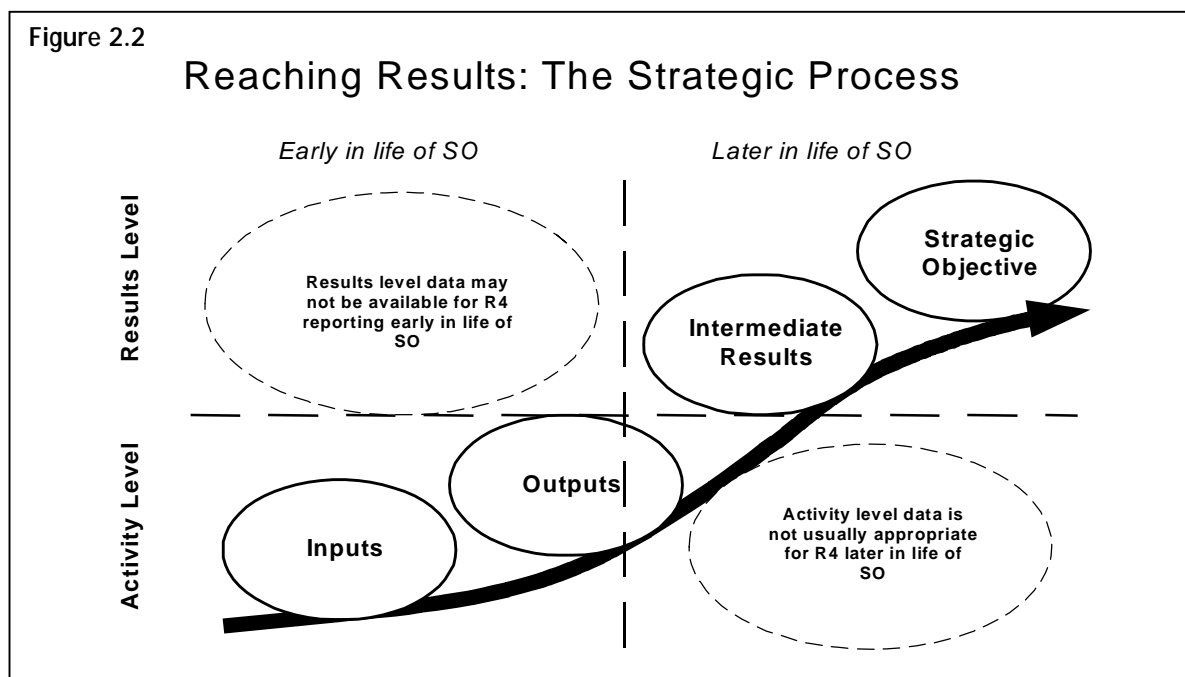 Figure 2.2
Reaching Results: The Strategic Process
Early in life of SO
Later in life of SO
Results Level
Results level data may
not be available for R4
reporting early in life of
SO
Strategic
Objective
Intermediate
Results
Activity Level
Inputs
Outputs
Activity level data is
not usually appropriate
for R4 later in life of
SO